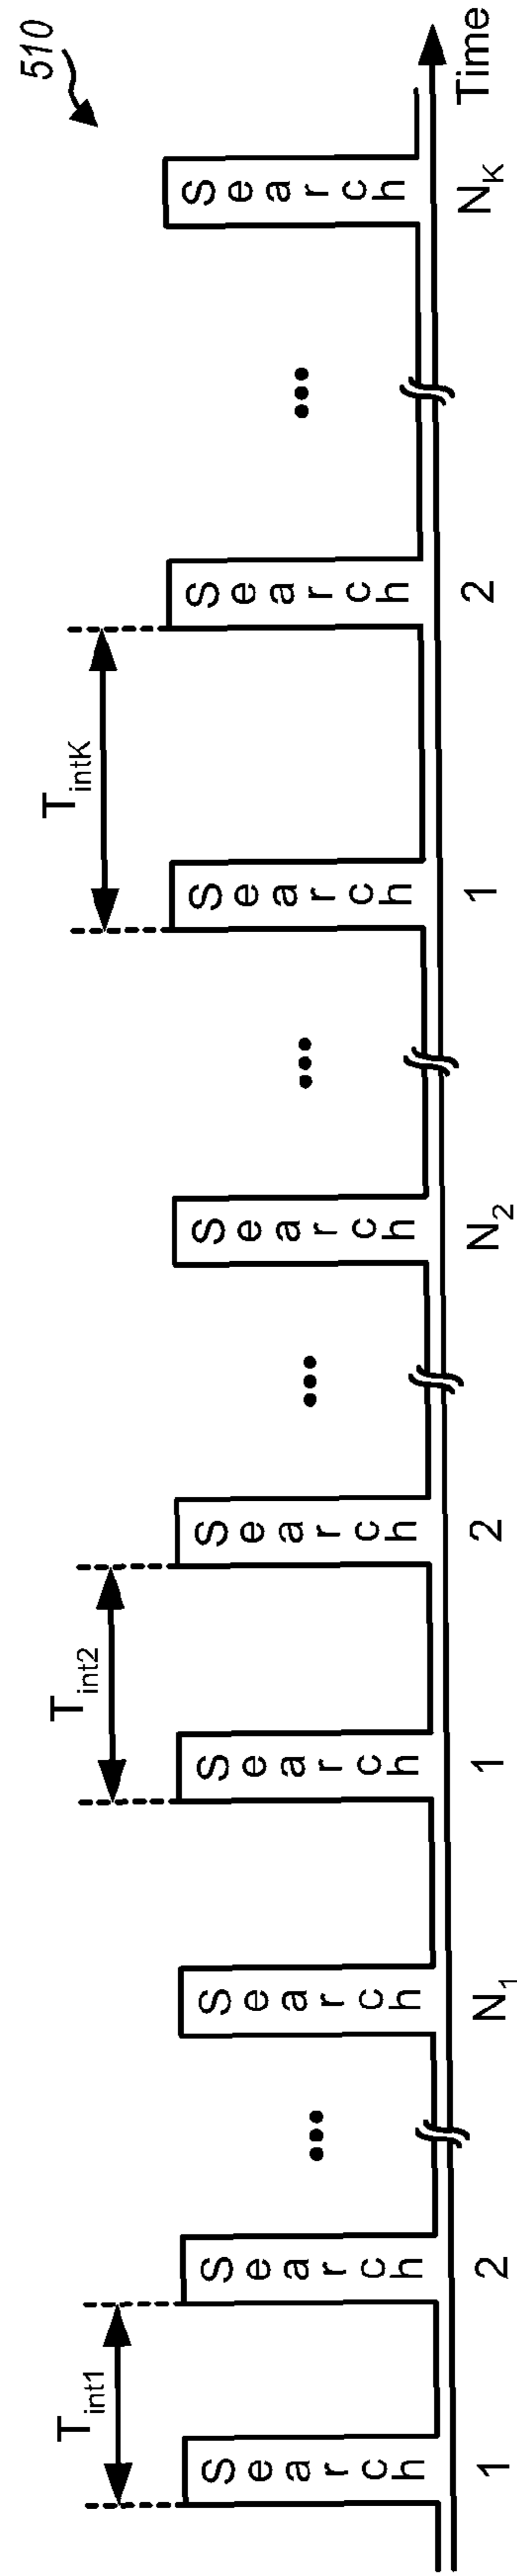 510
T_int1 T_int2 T_intK
Search Search Search Search Search Search Search Search Search
1 2 N_1 1 2 N_2 1 2 N_K
Time